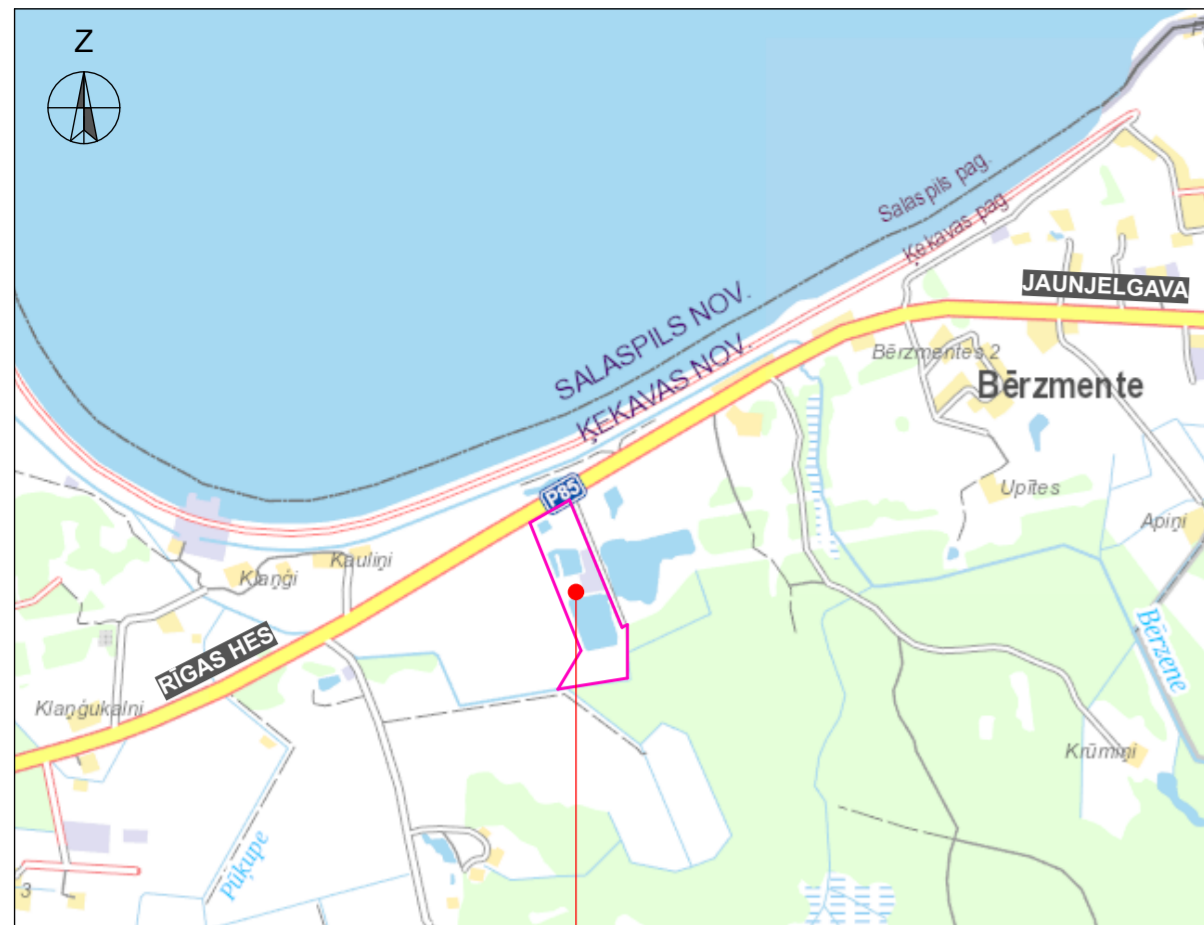 Z
Salaspils pag.
Ķekavas pag
JAUNJELGAVA
SALASPILS NOV.
ĶEKAVAS NOV.
Bērzmentes 2
Bērzmente
P85
Upītes
Apiņi
Kauliņi
Klaņģi
Bērzene
RĪGAS HES
Klaņģukalni
Krūmiņi
Pūķupe
3